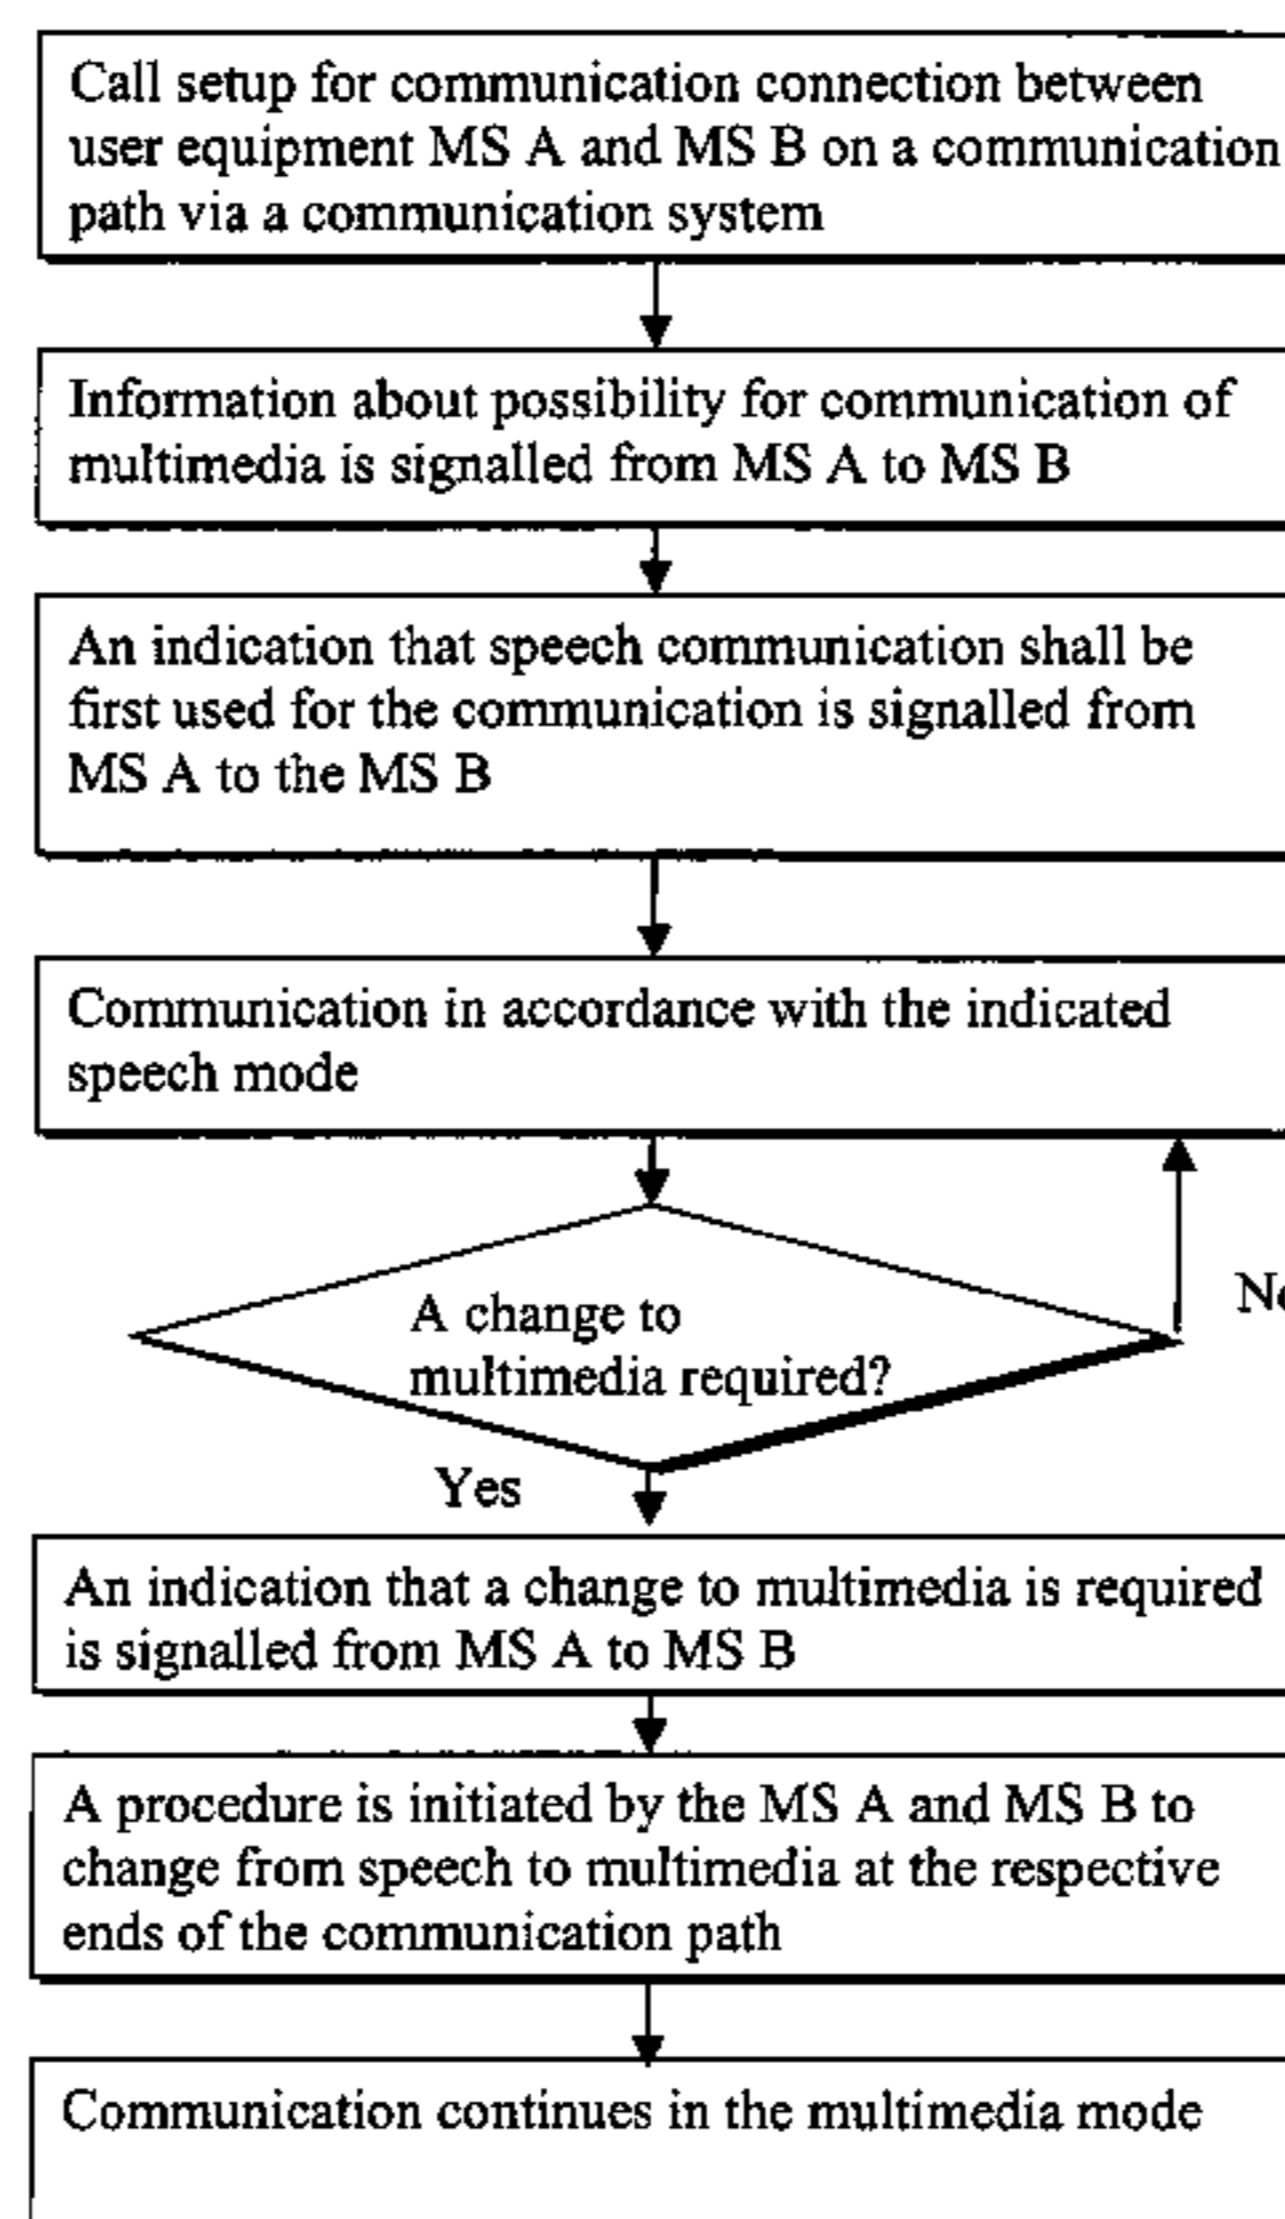 Call setup for communication connection between
user equipment MS A and MS B on a communication
path via a communication system
Information about possibility for communication of
multimedia is signalled from MS A to MS B
An indication that speech communication shall be
first used for the communication is signalled from
MS A to the MS B
Communication in accordance with the indicated
speech mode
A change to
multimedia required?
Yes
An indication that a change to multimedia is required
is signalled from MS A to MS B
A procedure is initiated by the MS A and MS B to
change from speech to multimedia at the respective
ends of the communication path
Communication continues in the multimedia mode